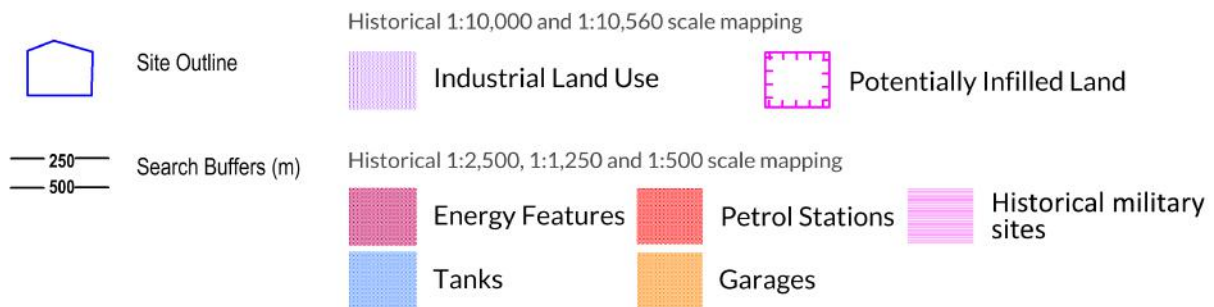 Historical 1:10,000 and 1:10,560 scale mapping
Site Outline
Industrial Land Use
Potentially Infilled Land
250
500
Search Buffers (m)
Historical 1:2,500, 1:1,250 and 1:500 scale mapping
Energy Features
Petrol Stations
Historical military
sites
Tanks
Garages